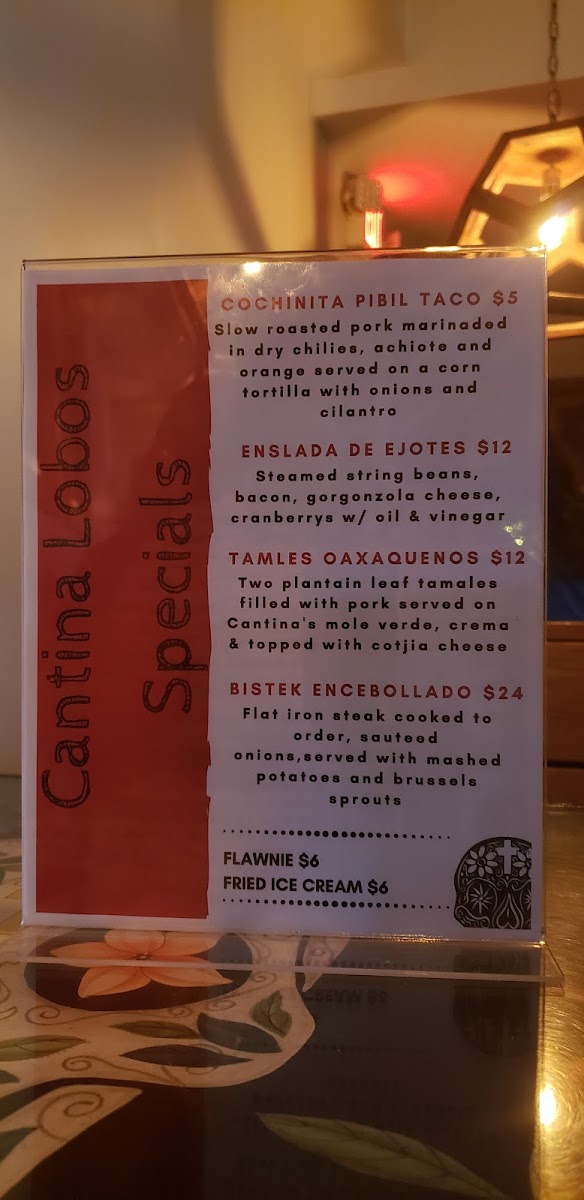 Cantina Lobos
Specials
COCHINITA PIBIL TACO $5
Slow roasted pork marinaded
in dry chilies, achiote and
orange served on a corn
tortilla with onions and
cilantro
ENSLADA DE EJOTES $12
Steamed string beans,
bacon, gorgonzola cheese,
cranberrys w/ oil & vinegar
TAMLES OAXAQUENOS $12
Two plantain leaf tamales
filled with pork served on
Cantina's mole verde, crema
& topped with cotjia cheese
BISTEK ENCEBOLLADO $24
Flat iron steak cooked to
order, sauteed
onions,served with mashed
potatoes and brussels
sprouts
FLAWNIE $6
FRIED ICE CREAM $6